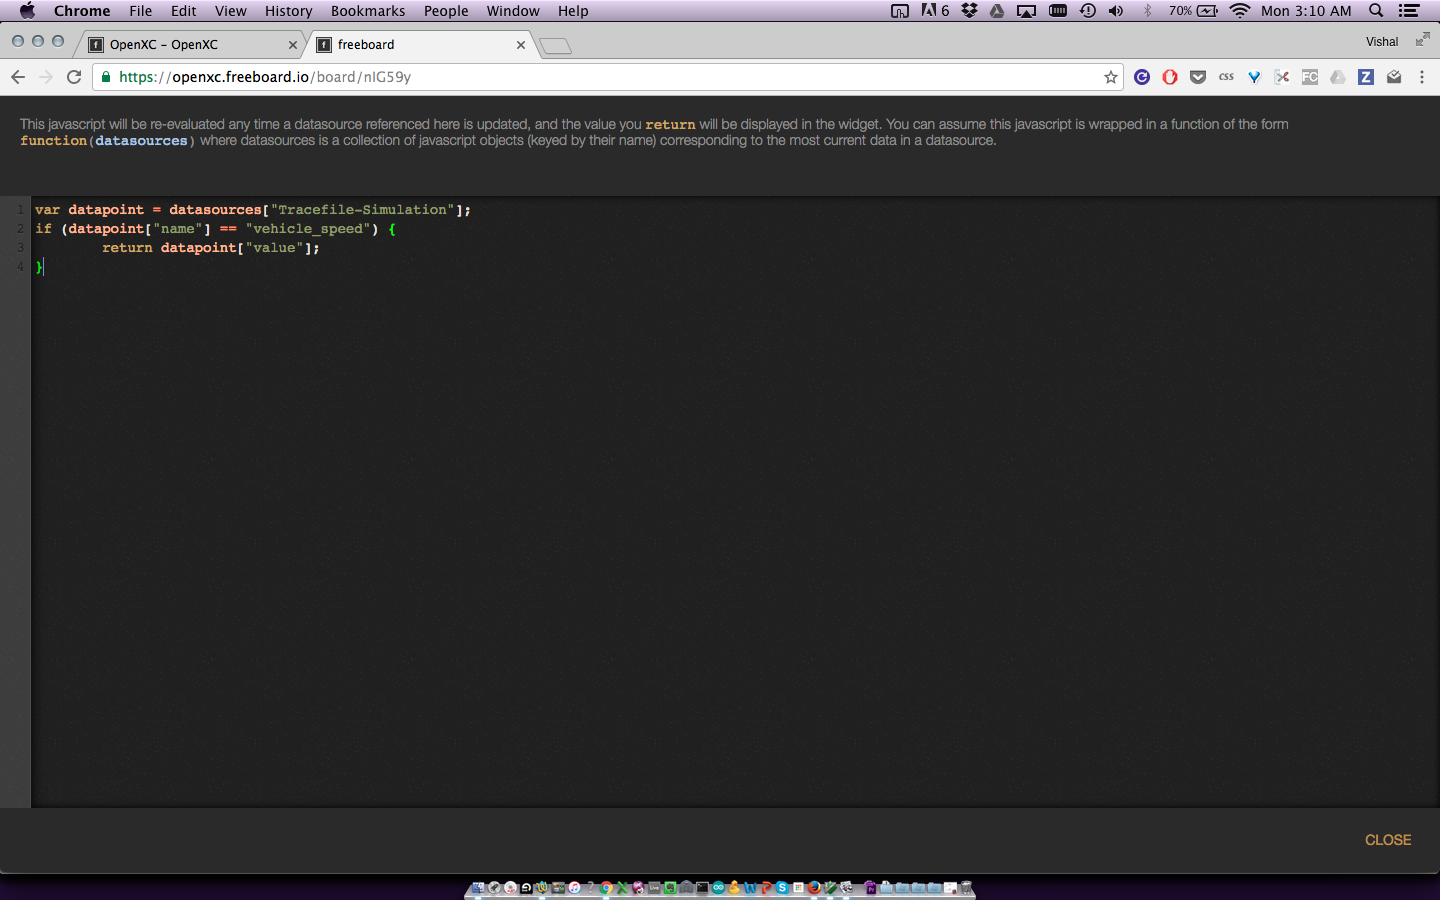 Chrome File Edit View History Bookmarks People Window Help 6 70% Mon 3:10 AM
OpenXC - OpenXC freeboard Vishal
https://openxc.freeboard.io/board/nIG59y css FC Z
This javascript will be re-evaluated any time a datasource referenced here is updated, and the value you return will be displayed in the widget. You can assume this javascript is wrapped in a function of the form
function(datasources) where datasources is a collection of javascript objects (keyed by their name) corresponding to the most current data in a datasource.
1 var datapoint = datasources["Tracefile-Simulation"];
2 if (datapoint["name"] == "vehicle_speed") {
3 return datapoint["value"];
4 }
CLOSE